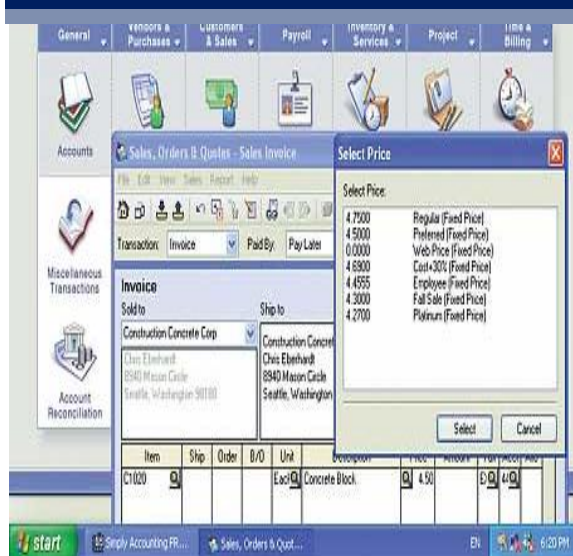 General
Vendors & Purchases
Customers & Sales
Payroll
Inventory & Services
Project
Time & Billing
Accounts
Miscellaneous
Transactions
Account
Reconciliation
Sales, Orders & Quotes - Sales Invoice
File Edit View Sales Report Help
Transaction: Invoice Paid By: Pay Later
Invoice
Sold to
Ship to
Construction Concrete Corp
Chris Eberhardt
8940 Mason Circle
Seattle, Washington 98180
Construction Concret
Chris Eberhardt
8940 Mason Circle
Seattle, Washington
Item Ship Order B/O Unit
C1020 Each Concrete Block 4.50
Select Price
Select Price:
4.7500 Regular (Fixed Price)
4.5000 Preferred (Fixed Price)
0.0000 Web Price (Fixed Price)
4.6900 Cost+30% (Fixed Price)
4.4555 Employee (Fixed Price)
4.3000 Fall Sale (Fixed Price)
4.2700 Platinum (Fixed Price)
Select Cancel
start Simply Accounting FR... Sales, Orders & Quot... EN 6:20 PM